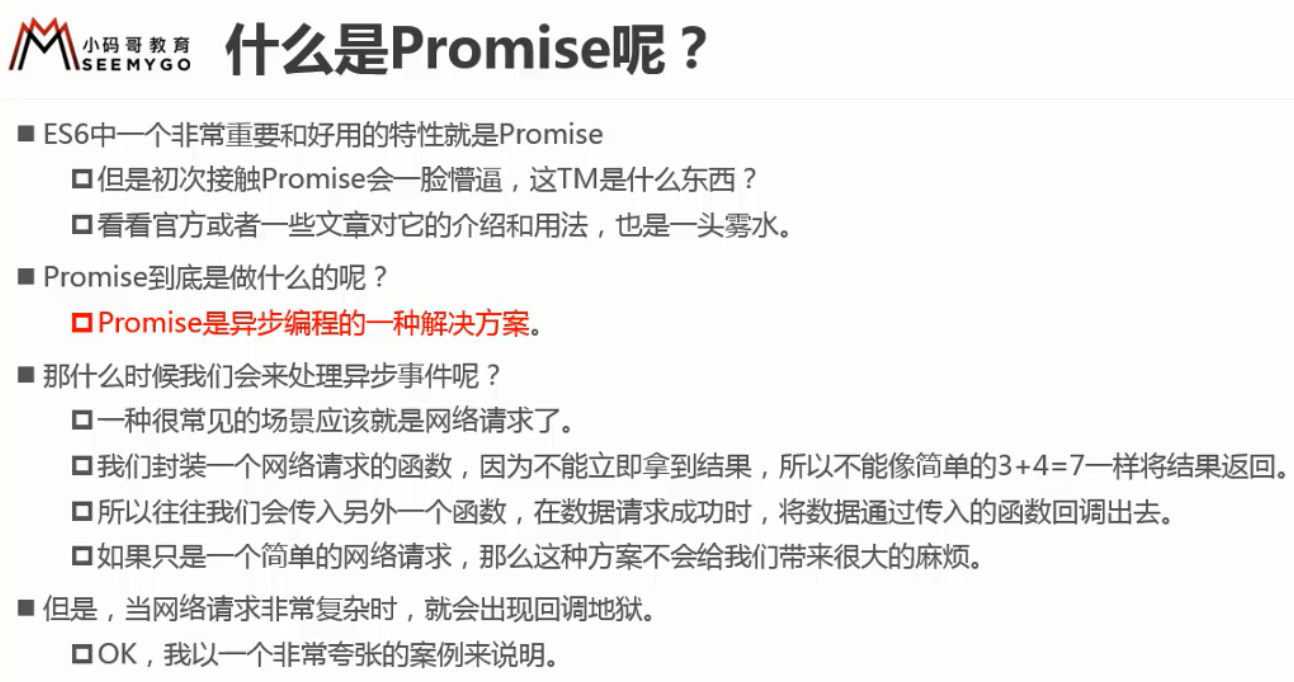 小码哥教育
SEEMYGO
什么是Promise呢？
ES6中一个非常重要和好用的特性就是Promise
但是初次接触Promise会一脸懵逼，这TM是什么东西？
看看官方或者一些文章对它的介绍和用法，也是一头雾水。
Promise到底是做什么的呢？
Promise是异步编程的一种解决方案。
那什么时候我们会来处理异步事件呢？
一种很常见的场景应该就是网络请求了。
我们封装一个网络请求的函数，因为不能立即拿到结果，所以不能像简单的3+4=7一样将结果返回。
所以往往我们会传入另外一个函数，在数据请求成功时，将数据通过传入的函数回调出去。
如果只是一个简单的网络请求，那么这种方案不会给我们带来很大的麻烦。
但是，当网络请求非常复杂时，就会出现回调地狱。
OK，我以一个非常夸张的案例来说明。